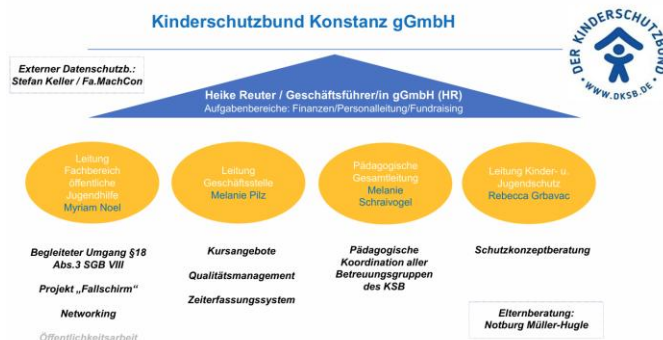 Kinderschutzbund Konstanz gGmbH
DER KINDERSCHUTZBUND
WWW.DKSB.DE
Externer Datenschutzb.:
Stefan Keller / Fa.MachCon
Heike Reuter / Geschäftsführer/in gGmbH (HR)
Aufgabenbereiche: Finanzen/Personalleitung/Fundraising
Leitung
Fachbereich
öffentliche
Jugendhilfe
Myriam Noel
Leitung
Geschäftsstelle
Melanie Pilz
Pädagogische
Gesamtleitung
Melanie
Schraivogel
Leitung Kinder- u.
Jugendschutz
Rebecca Grbavac
Begleiteter Umgang §18
Abs.3 SGB VIII
Projekt „Fallschirm“
Networking
Öffentlichkeitsarbeit
Kursangebote
Qualitätsmanagement
Zeiterfassungssystem
Pädagogische
Koordination aller
Betreuungsgruppen
des KSB
Schutzkonzeptberatung
Elternberatung:
Notburg Müller-Hugle